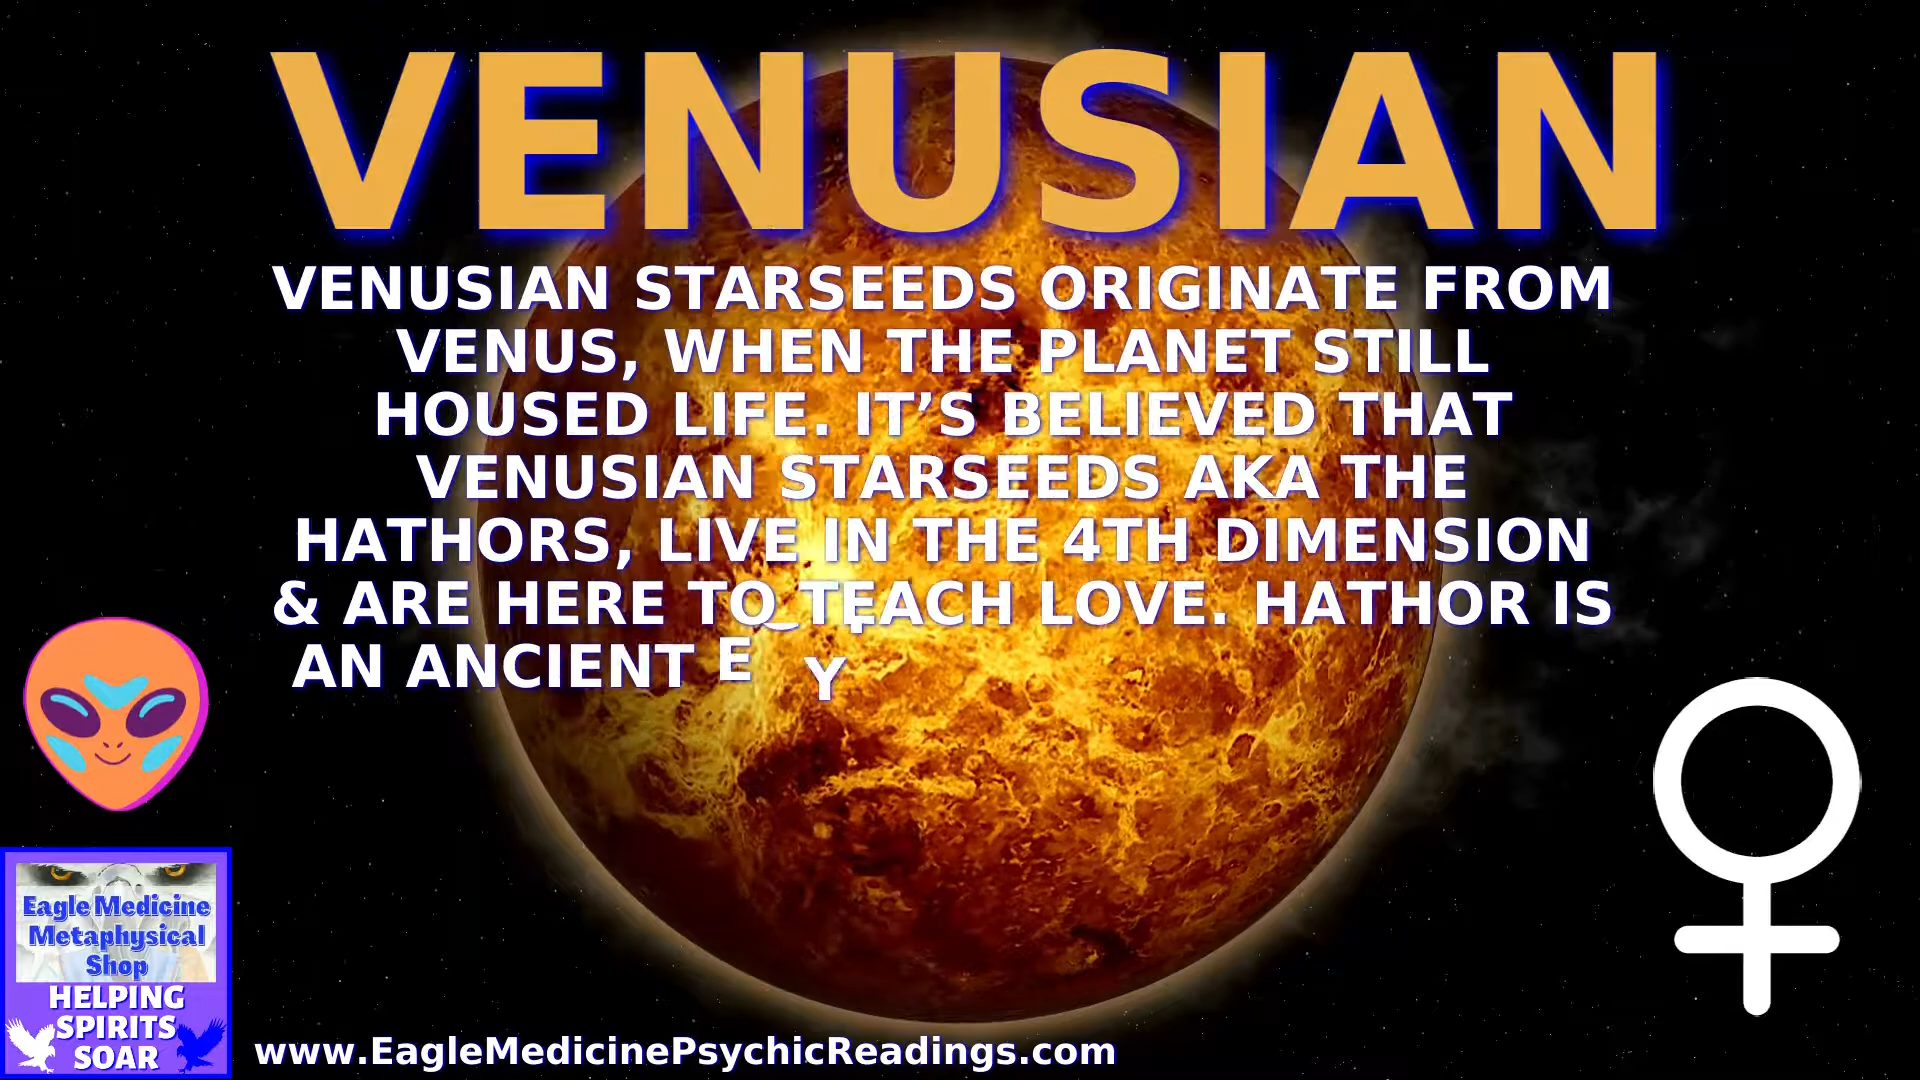 VENUSIAN
VENUSIAN STARSEEDS ORIGINATE FROM
VENUS, WHEN THE PLANET STILL
HOUSED LIFE. IT’S BELIEVED THAT
VENUSIAN STARSEEDS AKA THE
HATHORS, LIVE IN THE 4TH DIMENSION
& ARE HERE TO TEACH LOVE. HATHOR IS
AN ANCIENT E Y
Eagle Medicine
Metaphysical
Shop
HELPING
SPIRITS
SOAR
www.EagleMedicinePsychicReadings.com